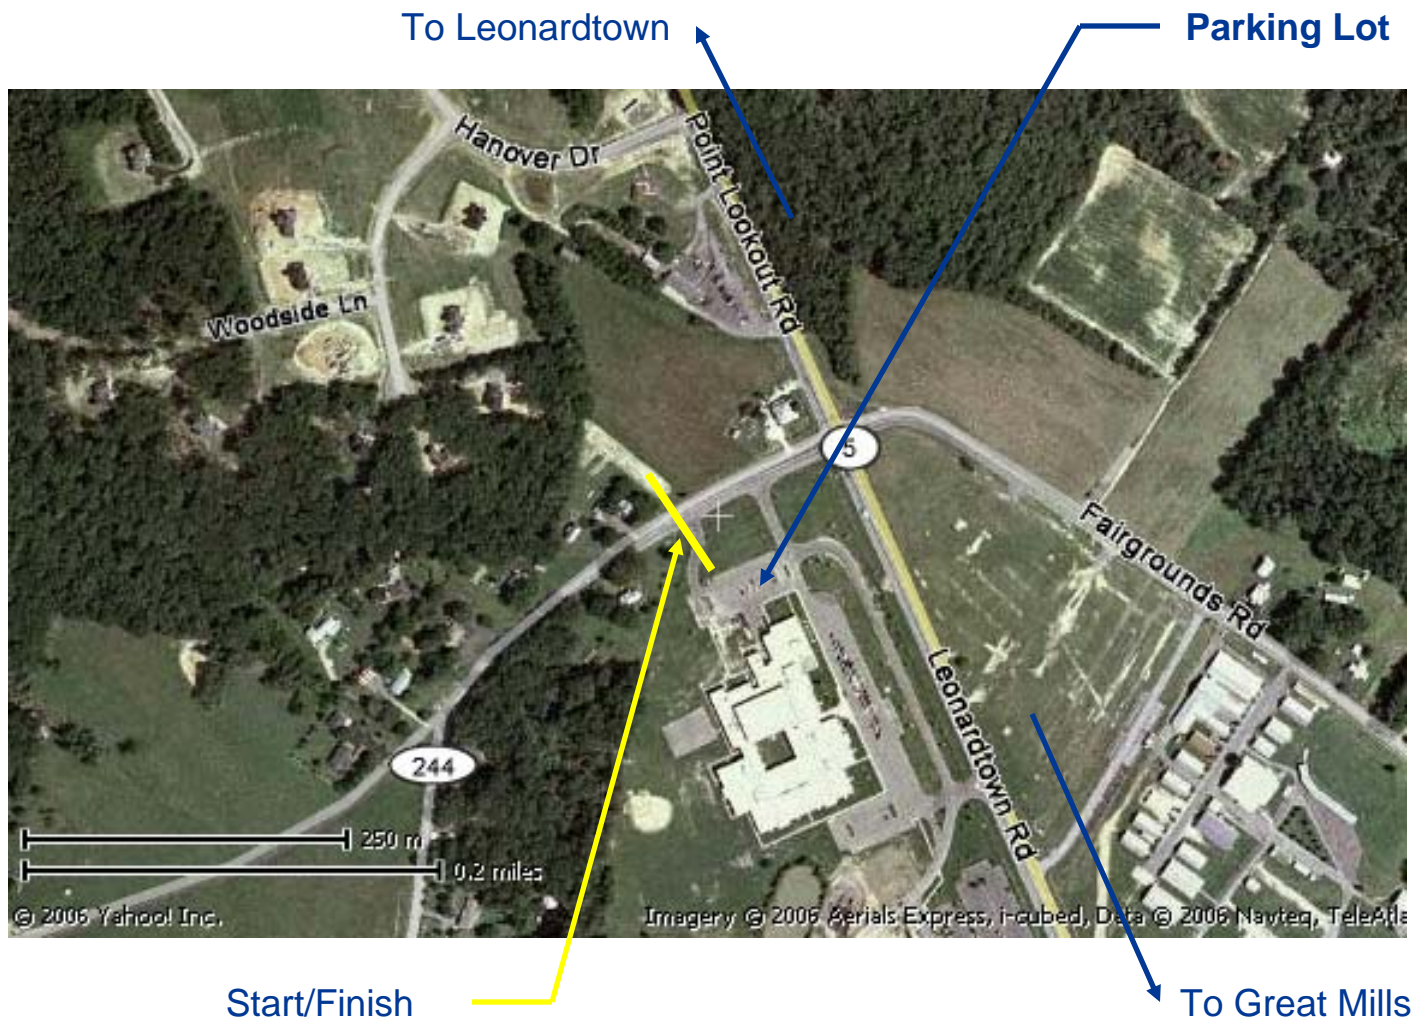 To Leonardtown
Parking Lot
Hanover Dr
Point Lookout Rd
Woodside Ln
5
Fairgrounds Rd
Leonardtown Rd
244
250 m
0.2 miles
© 2006 Yahoo! Inc.
Imagery © 2006 Aerials Express, i-cubed, Data © 2006 Navteq, TeleAtla
Start/Finish
To Great Mills